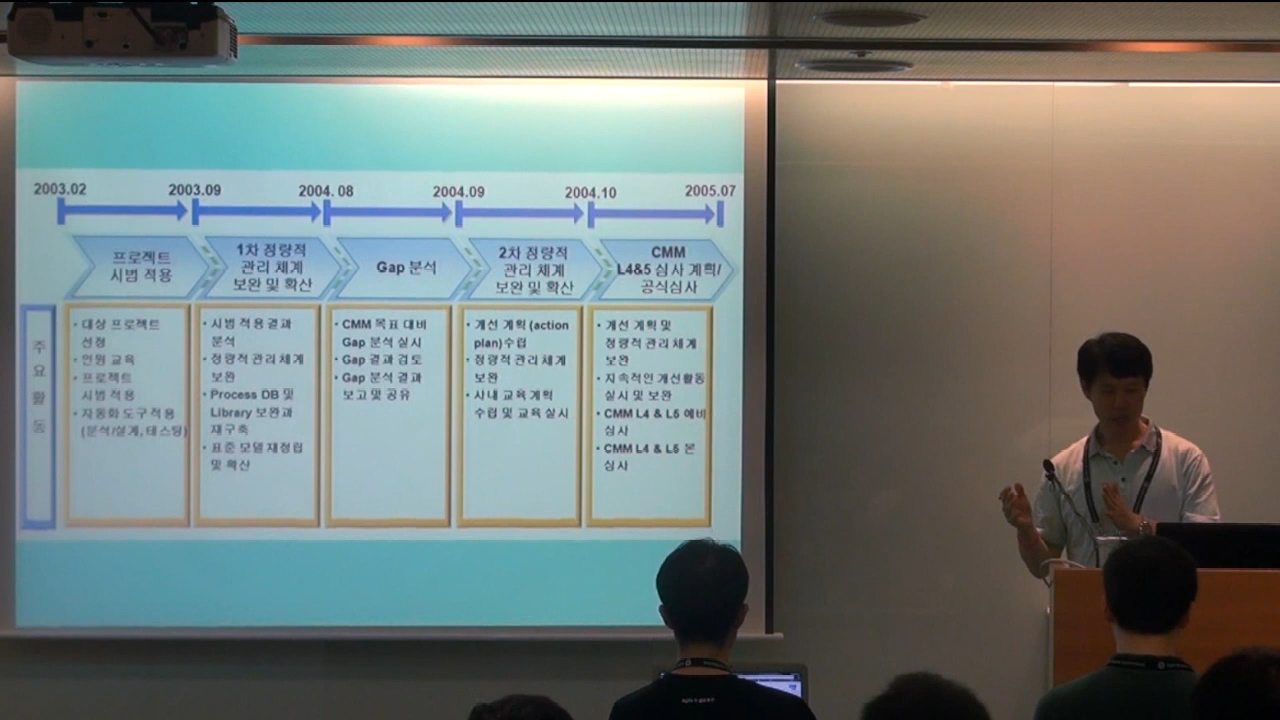 2003.02 2003.09 2004.08 2004.09 2004.10 2005.07
프로젝트
시범 적용
1차 정량적
관리 체계
보완 및 확산
Gap 분석
2차 정량적
관리 체계
보완 및 확산
CMM
L4&5 심사 계획/
공식심사
주
요
활
동
• 대상 프로젝트
선정
• 인원 교육
• 프로젝트
시범 적용
• 자동화 도구 적용
(분석/설계, 테스팅)
• 시범 적용 결과
분석
• 정량적 관리 체계
보완
• Process DB 및
Library 보완과
재구축
• 표준 모델 재정립
및 확산
• CMM 목표 대비
Gap 분석 실시
• Gap 결과 검토
• Gap 분석 결과
보고 및 공유
• 개선 계획 (action
plan)수립
• 정량적 관리 체계
보완
• 사내 교육 계획
수립 및 교육 실시
• 개선 계획 및
정량적 관리 체계
보완
• 지속적인 개선활동
실시 및 보완
• CMM L4 & L5 예비
심사
• CMM L4 & L5 본
심사